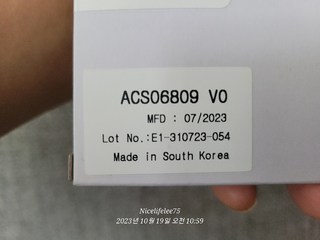 ACS06809 V0
MFD : 07/2023
Lot No.:E1-310723-054
Made in South Korea
Nicelifelee75
2023년 10월 19일 오전 10:59